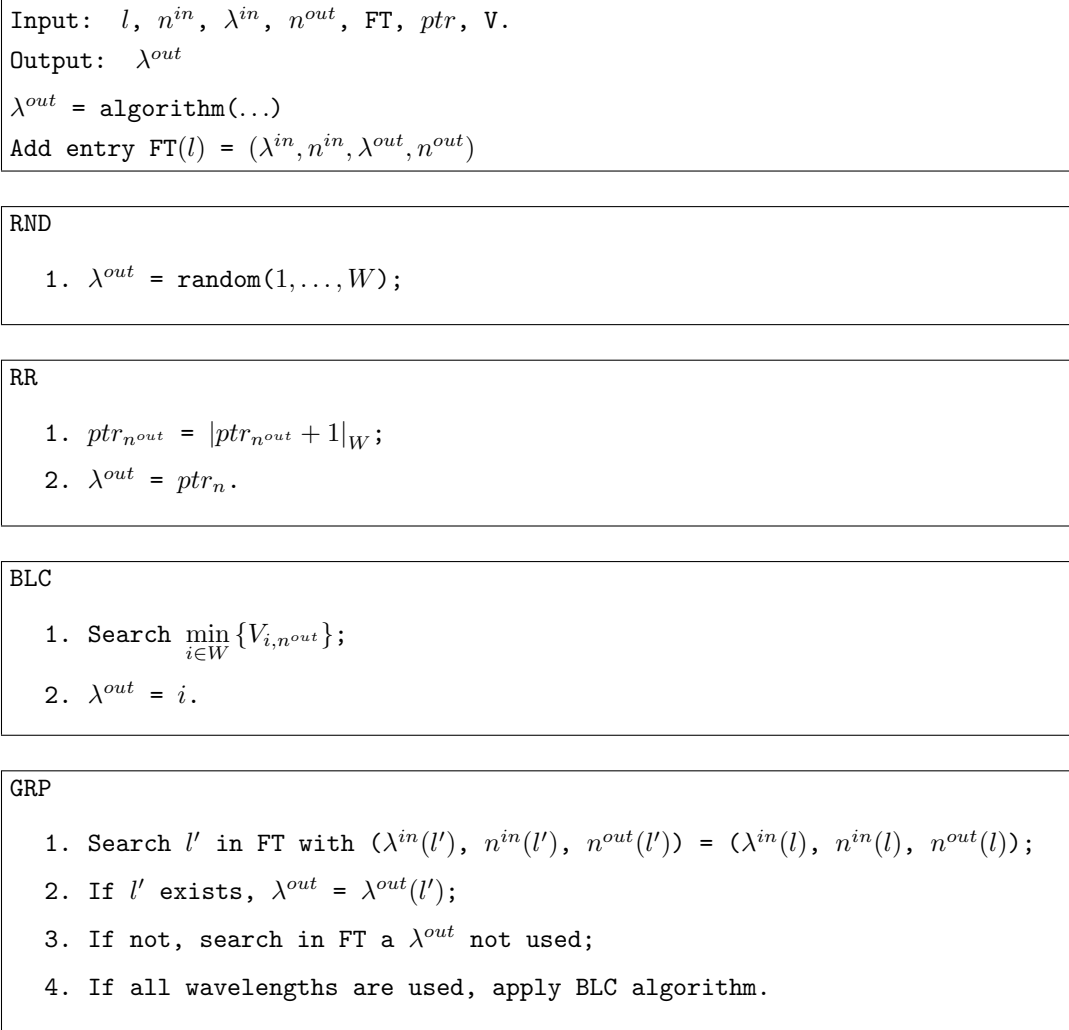 Input: l, n^{in}, λ^{in}, n^{out}, FT, ptr, V.
Output: λ^{out}
λ^{out} = algorithm(...)
Add entry FT(l) = (λ^{in}, n^{in}, λ^{out}, n^{out})
RND
1. λ^{out} = random(1, ..., W);
RR
1. ptr_{n^{out}} = |ptr_{n^{out}} + 1|_W;
2. λ^{out} = ptr_n.
BLC
1. Search min_{i∈W} {V_{i,n^{out}}};
2. λ^{out} = i.
GRP
1. Search l′ in FT with (λ^{in}(l′), n^{in}(l′), n^{out}(l′)) = (λ^{in}(l), n^{in}(l), n^{out}(l));
2. If l′ exists, λ^{out} = λ^{out}(l′);
3. If not, search in FT a λ^{out} not used;
4. If all wavelengths are used, apply BLC algorithm.